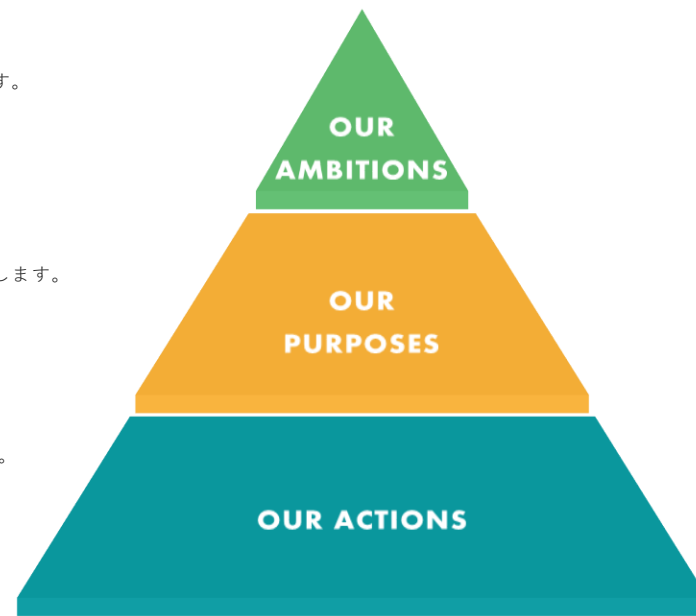 す。
OUR
AMBITIONS
します。
OUR
PURPOSES
。
OUR ACTIONS